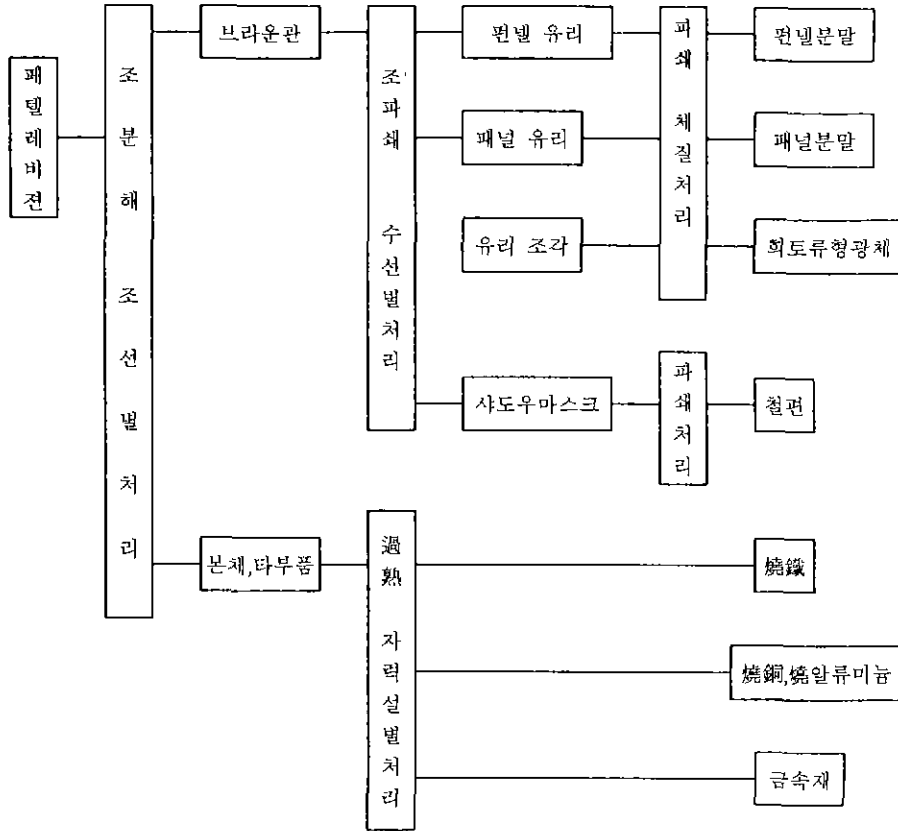 폐텔레비젼
조분해 조선별처리
브라운관
조파쇄 수선별처리
펀넬 유리
파쇄 체질처리
펀넬분말
패널 유리
패널분말
유리 조각
희토류형광체
샤도우마스크
파쇄처리
철편
본체,타부품
過熟 자력설별처리
燒鐵
燒銅,燒알류미늄
금속재